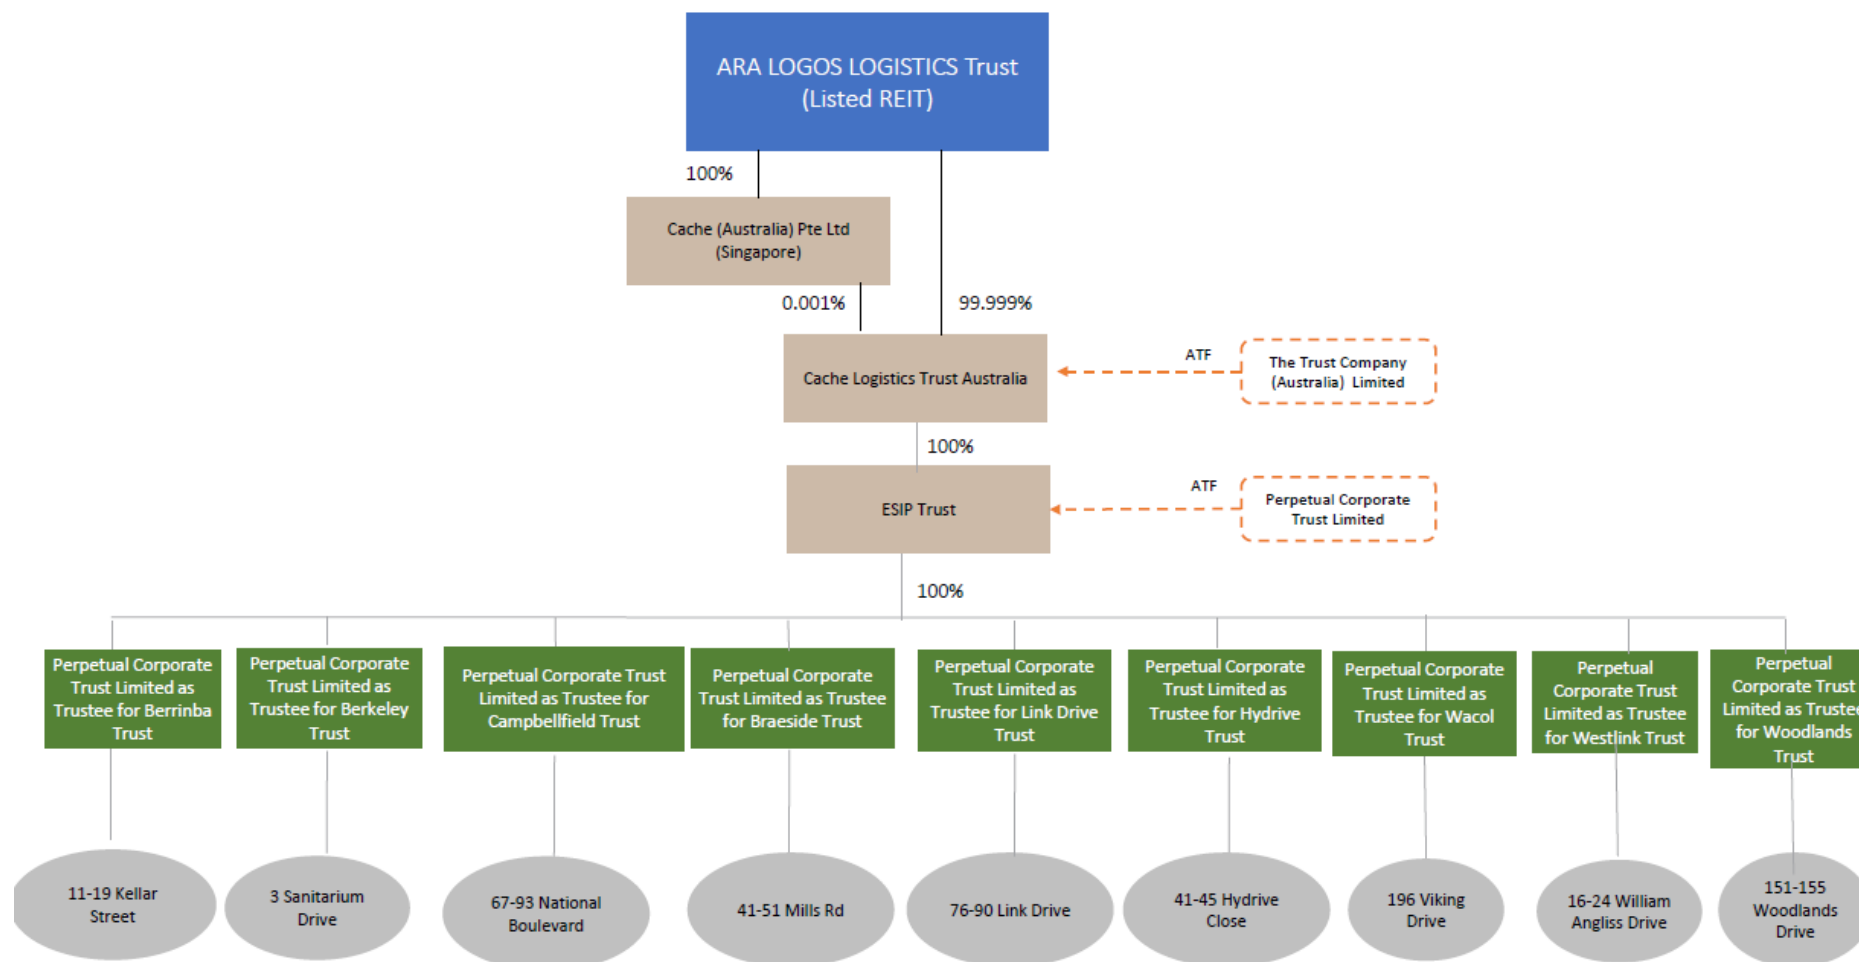 ARA LOGOS LOGISTICS Trust
(Listed REIT)
100%
Cache (Australia) Pte Ltd
(Singapore)
0.001%
99.999%
Cache Logistics Trust Australia
ATF
The Trust Company
(Australia) Limited
100%
ESIP Trust
ATF
Perpetual Corporate
Trust Limited
100%
Perpetual Corporate
Trust Limited as
Trustee for Berrinba
Trust
Perpetual Corporate
Trust Limited as
Trustee for Berkeley
Trust
Perpetual Corporate Trust
Limited as Trustee for
Campbellfield Trust
Perpetual Corporate
Trust Limited as Trustee
for Braeside Trust
Perpetual Corporate
Trust Limited as
Trustee for Link Drive
Trust
Perpetual Corporate
Trust Limited as
Trustee for Hydrive
Trust
Perpetual Corporate
Trust Limited as
Trustee for Wacol
Trust
Perpetual
Corporate Trust
Limited as Trustee
for Westlink Trust
Perpetual
Corporate Trust
Limited as Trustee
for Woodlands
Trust
11-19 Kellar
Street
3 Sanitarium
Drive
67-93 National
Boulevard
41-51 Mills Rd
76-90 Link Drive
41-45 Hydrive
Close
196 Viking
Drive
16-24 William
Angliss Drive
151-155
Woodlands
Drive